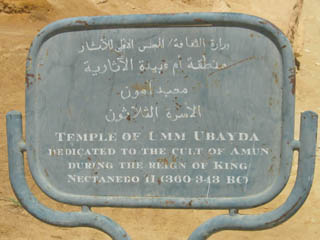 وزارة الثقافة / المجلس الأعلى للآثار
منطقة أم عبيدة الأثارية
معبد آمون
الأسرة الثلاثون
TEMPLE OF UMM UBAYDA
DEDICATED TO THE CULT OF AMUN
DURING THE REIGN OF KING
NECTANEBO II (360-343 BC)